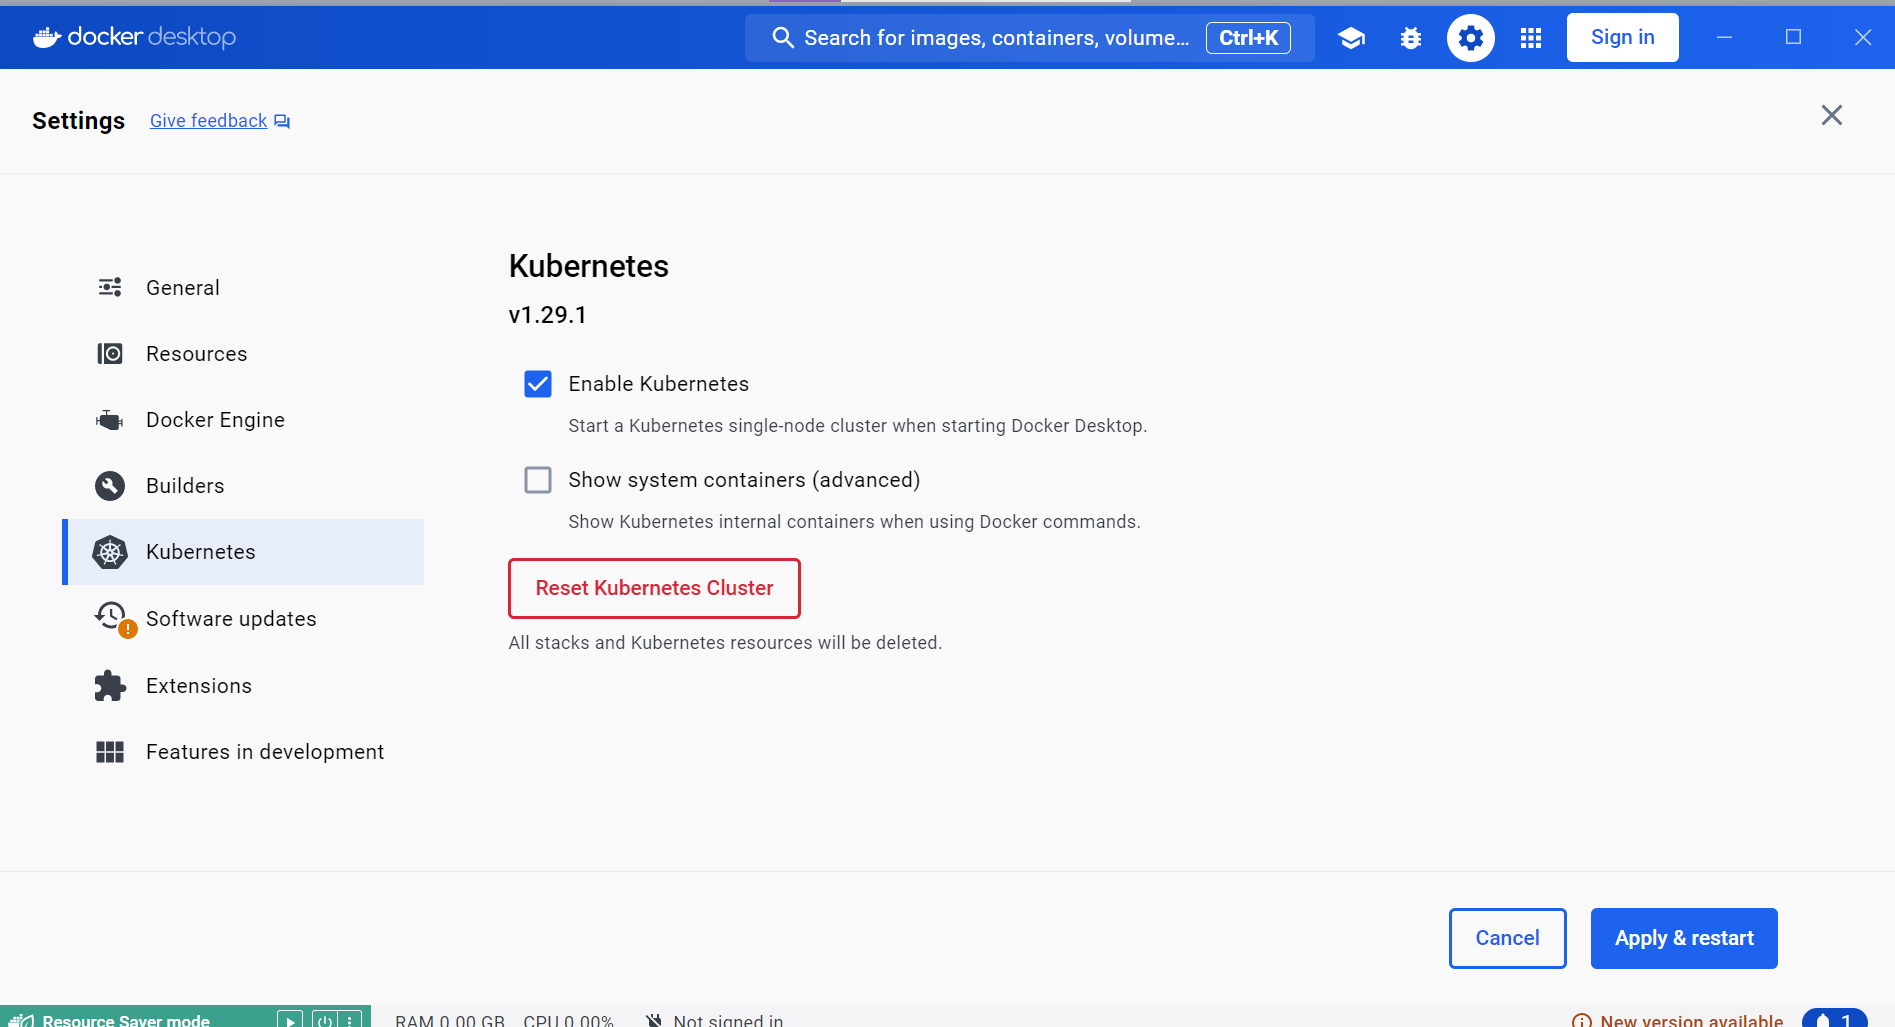 docker desktop
Search for images, containers, volume...
Ctrl+K
Sign in
Settings
Give feedback
General
Resources
Docker Engine
Builders
Kubernetes
Software updates
Extensions
Features in development
Kubernetes
v1.29.1
Enable Kubernetes
Start a Kubernetes single-node cluster when starting Docker Desktop.
Show system containers (advanced)
Show Kubernetes internal containers when using Docker commands.
Reset Kubernetes Cluster
All stacks and Kubernetes resources will be deleted.
Cancel
Apply & restart
Resource Saver mode
RAM 0.00 GB
CPU 0.00%
Not signed in
New version available
1